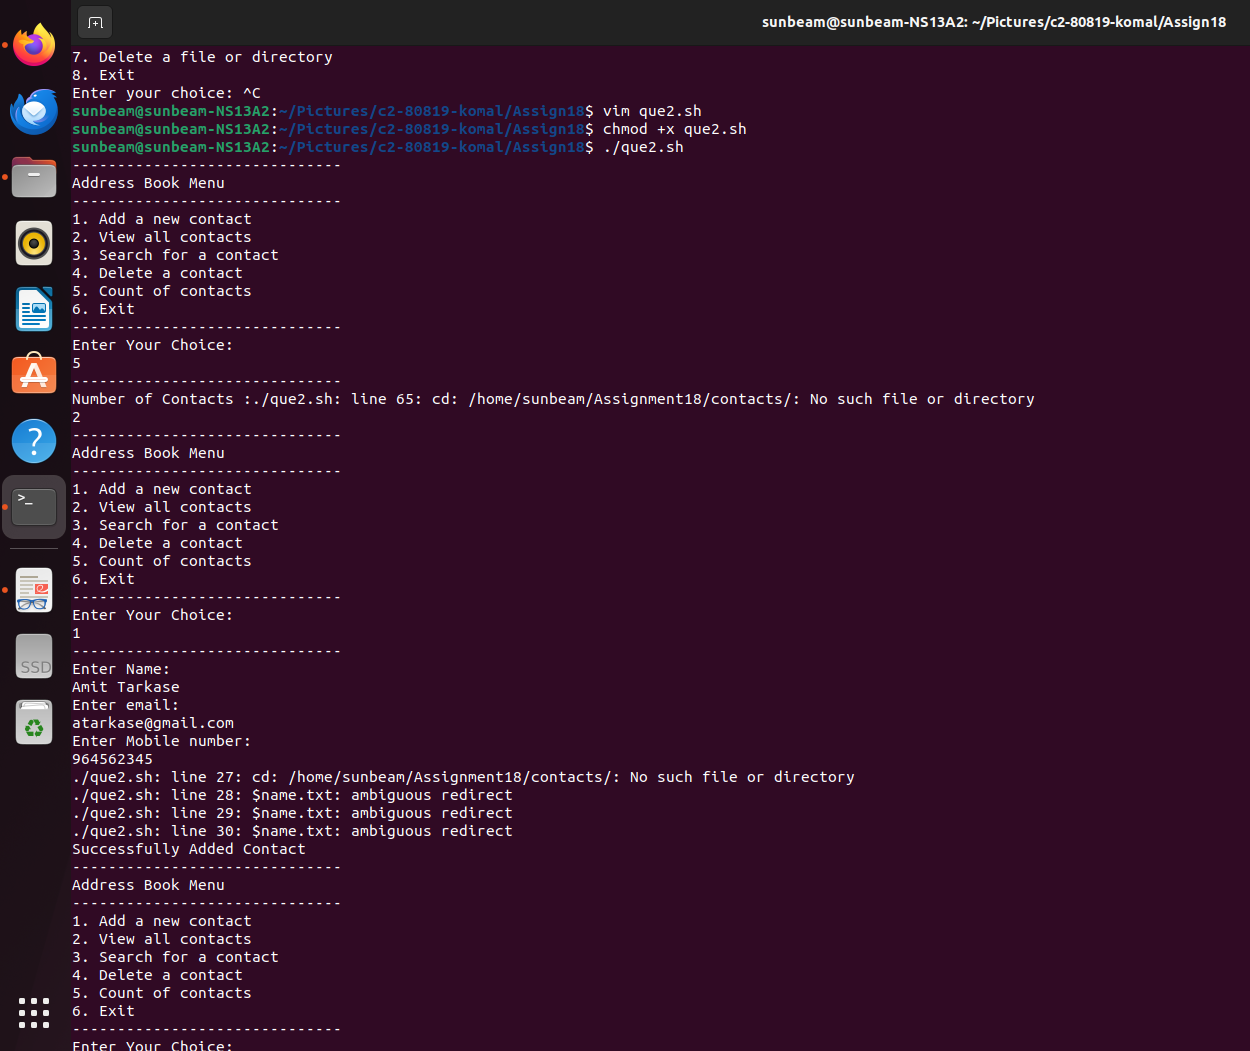 sunbeam@sunbeam-NS13A2: ~/Pictures/c2-80819-komal/Assign18
7. Delete a file or directory
8. Exit
Enter your choice: ^C
sunbeam@sunbeam-NS13A2:~/Pictures/c2-80819-komal/Assign18$ vim que2.sh
sunbeam@sunbeam-NS13A2:~/Pictures/c2-80819-komal/Assign18$ chmod +x que2.sh
sunbeam@sunbeam-NS13A2:~/Pictures/c2-80819-komal/Assign18$ ./que2.sh
------------------------------
Address Book Menu
------------------------------
1. Add a new contact
2. View all contacts
3. Search for a contact
4. Delete a contact
5. Count of contacts
6. Exit
------------------------------
Enter Your Choice:
5
------------------------------
Number of Contacts :./que2.sh: line 65: cd: /home/sunbeam/Assignment18/contacts/: No such file or directory
2
------------------------------
Address Book Menu
------------------------------
1. Add a new contact
2. View all contacts
3. Search for a contact
4. Delete a contact
5. Count of contacts
6. Exit
------------------------------
Enter Your Choice:
1
------------------------------
Enter Name:
Amit Tarkase
Enter email:
atarkase@gmail.com
Enter Mobile number:
964562345
./que2.sh: line 27: cd: /home/sunbeam/Assignment18/contacts/: No such file or directory
./que2.sh: line 28: $name.txt: ambiguous redirect
./que2.sh: line 29: $name.txt: ambiguous redirect
./que2.sh: line 30: $name.txt: ambiguous redirect
Successfully Added Contact
------------------------------
Address Book Menu
------------------------------
1. Add a new contact
2. View all contacts
3. Search for a contact
4. Delete a contact
5. Count of contacts
6. Exit
------------------------------
Enter Your Choice:
>_
SSD